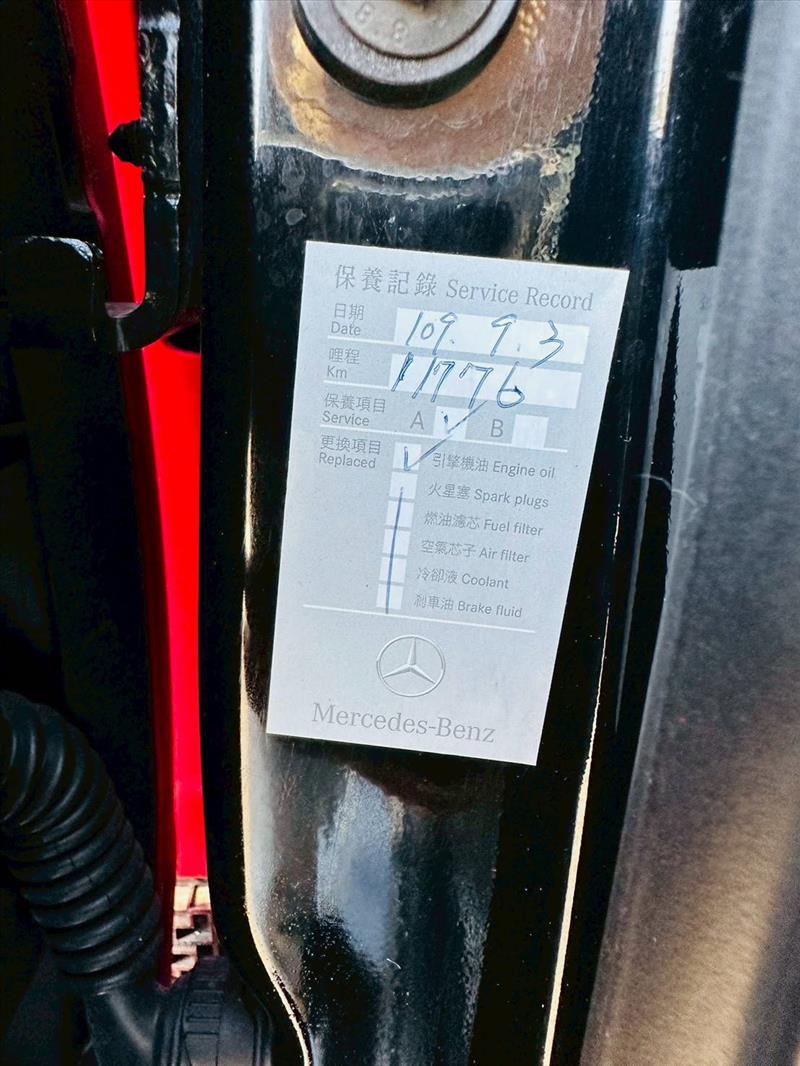 88
保養記錄 Service Record
日期 109. 9. 3
Date
哩程 11776
Km
保養項目 A ✓ B
Service
更換項目 ✓ 引擎機油 Engine oil
Replaced
火星塞 Spark plugs
燃油濾芯 Fuel filter
空氣芯子 Air filter
冷卻液 Coolant
剎車油 Brake fluid
Mercedes-Benz